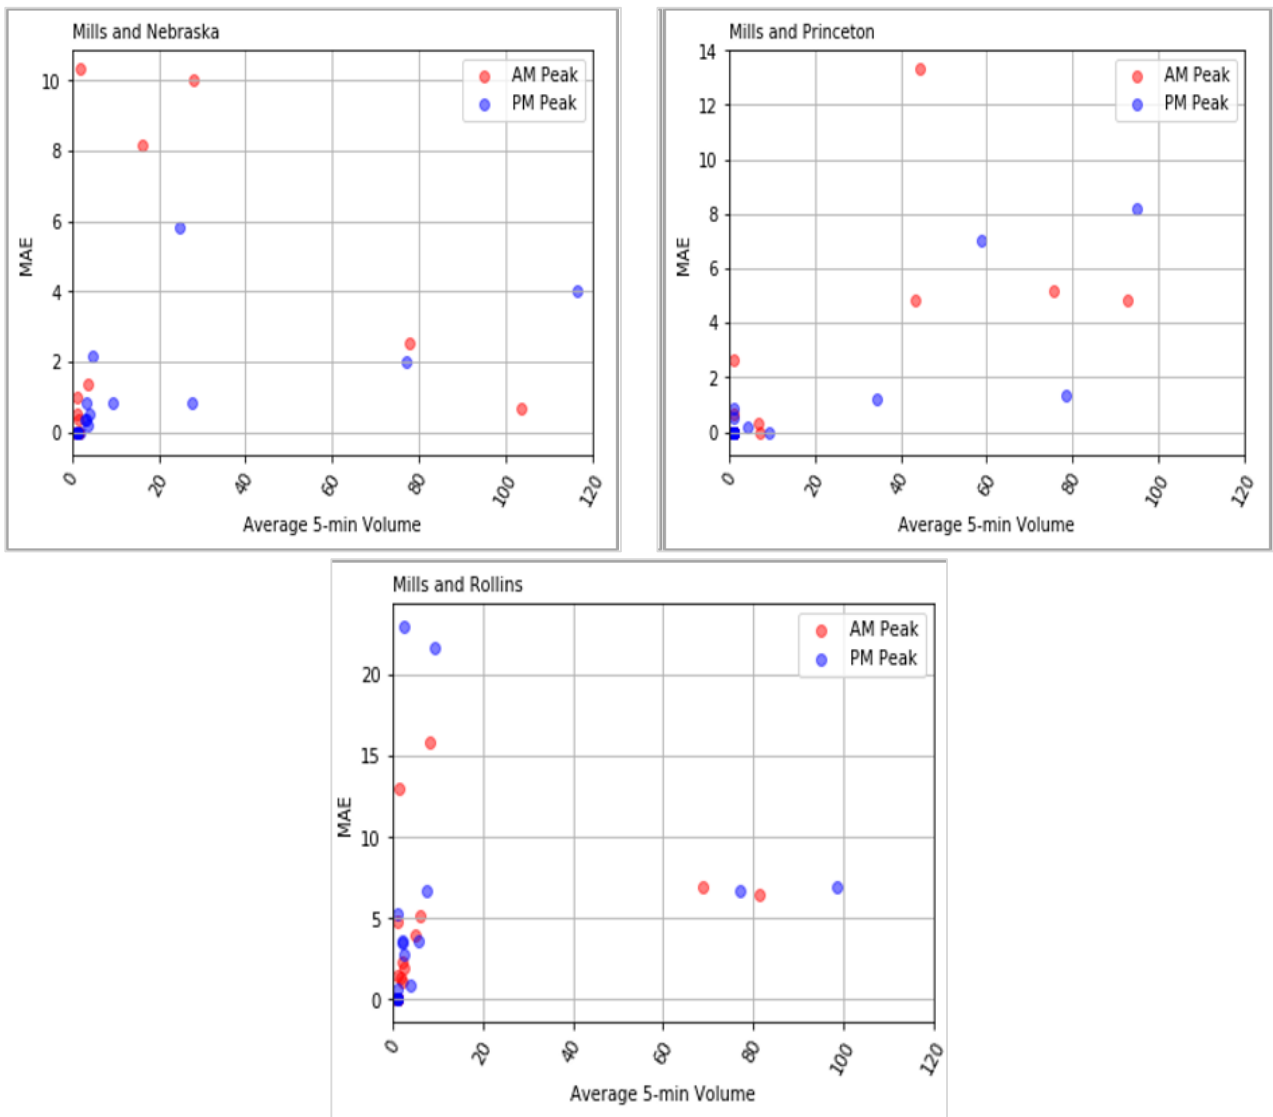 Mills and Nebraska
AM Peak
PM Peak
MAE
10
8
6
4
2
0
0 20 40 60 80 100 120
Average 5-min Volume
Mills and Princeton
AM Peak
PM Peak
MAE
14
12
10
8
6
4
2
0
0 20 40 60 80 100 120
Average 5-min Volume
Mills and Rollins
AM Peak
PM Peak
MAE
20
15
10
5
0
0 20 40 60 80 100 120
Average 5-min Volume